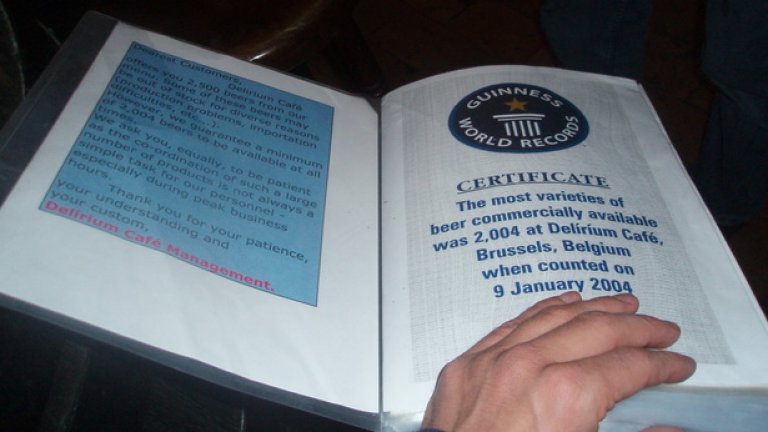 Dearest Customers,
Delirium Café
offers you 2,500 beers from our
menu. Some of these beers may
be out of stock for diverse reasons
(production problems, importation
difficulties, etc...)
However, we guarantee a minimum
of 2,004 beers to be available at all
times.
We ask you, equally, to be patient
as the co-ordination of such a large
number of products is not always a
simple task for our personnel –
especially during peak business
hours.
Thank you for your patience,
your understanding and
your custom,
Delirium Café Management.
GUINNESS
WORLD RECORDS
CERTIFICATE
The most varieties of
beer commercially available
was 2,004 at Delírium Café,
Brussels, Belgium
when counted on
9 January 2004